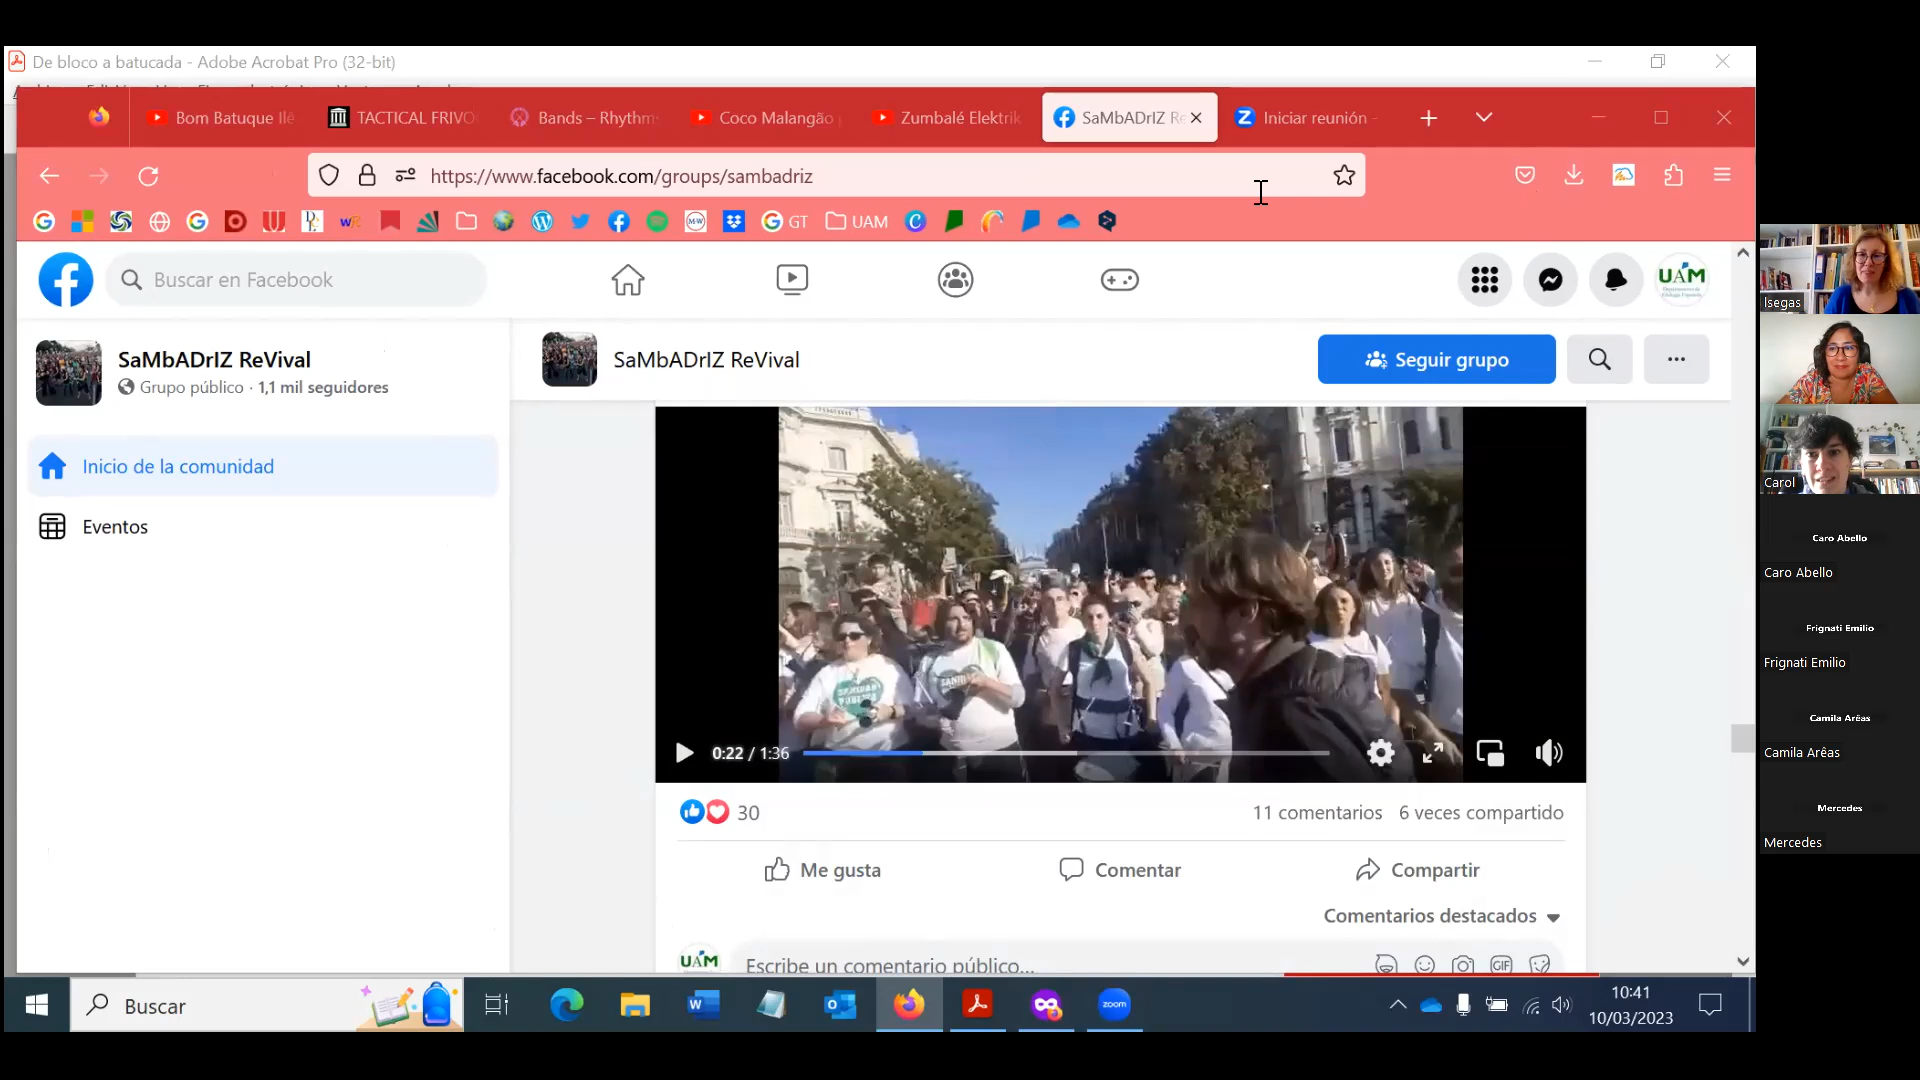 De bloco a batucada - Adobe Acrobat Pro (32-bit)
Bom Batuque Ilê
TACTICAL FRIVO
Bands – Rhythm
Coco Malangão
Zumbalé Elektrik
SaMbADrIZ Re
Iniciar reunión -
https://www.facebook.com/groups/sambadriz
GT
UAM
Buscar en Facebook
UAM
SaMbADrIZ ReVival
Grupo público · 1,1 mil seguidores
SaMbADrIZ ReVival
Seguir grupo
Inicio de la comunidad
Eventos
SANIDAD
0:22 / 1:36
30
11 comentarios 6 veces compartido
Me gusta
Comentar
Compartir
Comentarios destacados
UAM
Escribe un comentario público...
GIF
Buscar
zoom
10:41
10/03/2023
lsegas
Carol
Caro Abello
Caro Abello
Frignati Emilio
Frignati Emilio
Camila Arêas
Camila Arêas
Mercedes
Mercedes